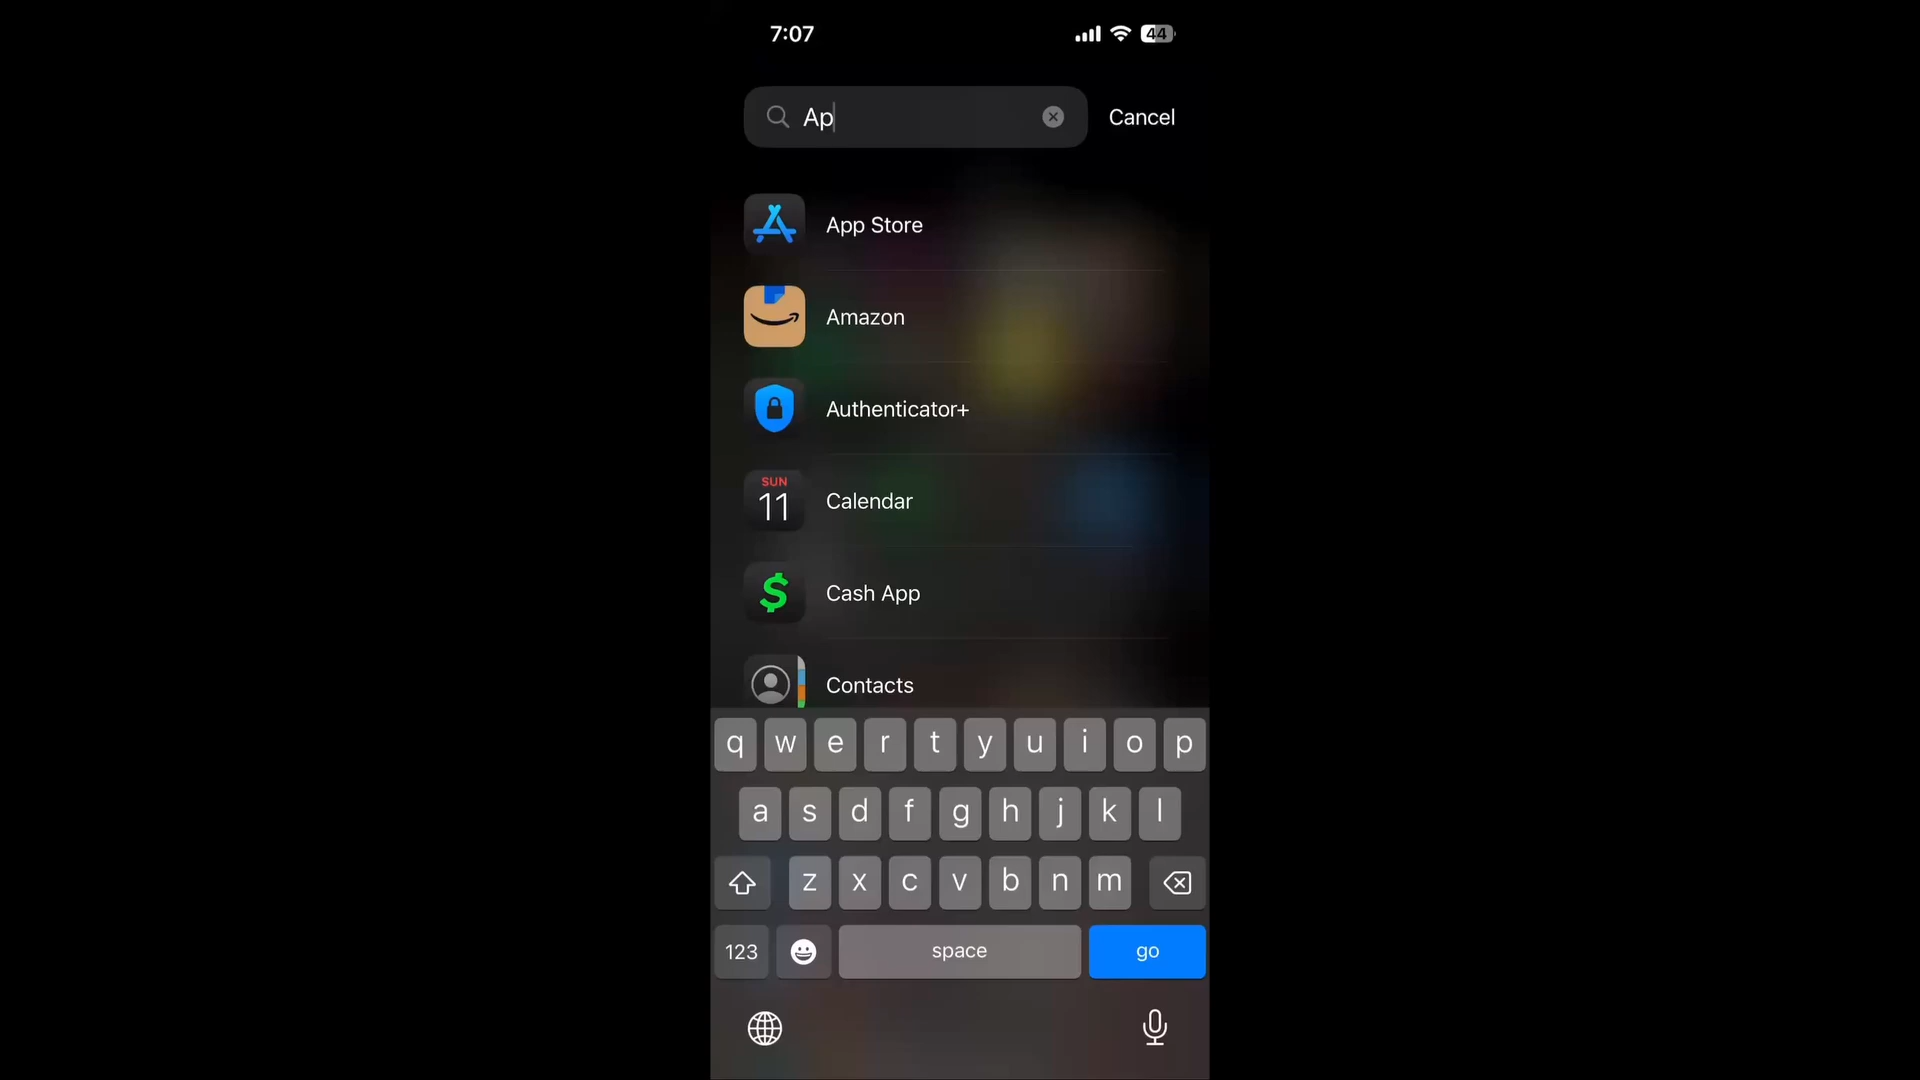 7:07
44
Ap
Cancel
App Store
Amazon
Authenticator+
SUN
11
Calendar
Cash App
Contacts
q w e r t y u i o p
a s d f g h j k l
z x c v b n m
123
space
go